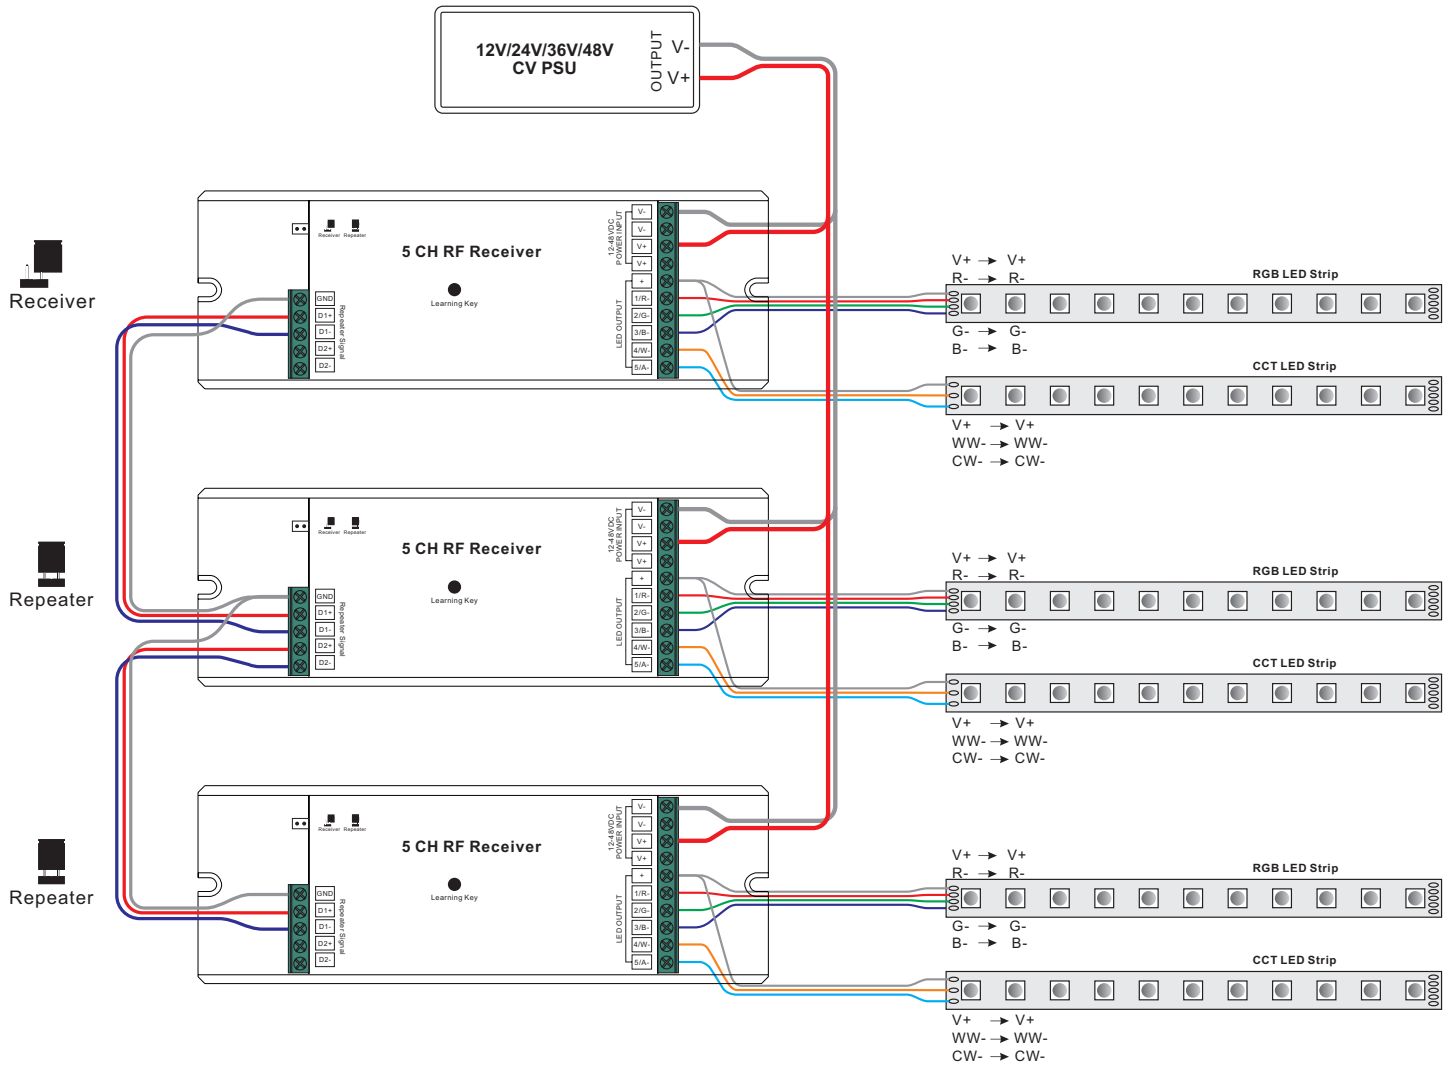 12V/24V/36V/48V
CV PSU
OUTPUT
V-
V+
Receiver
Receiver Repeater
5 CH RF Receiver
Learning Key
GND
D1+
D1-
D2+
D2-
Repeater Signal
12-48VDC
POWER INPUT
V-
V-
V+
V+
LED OUTPUT
+
1/R-
2/G-
3/B-
4/W-
5/A-
V+ → V+
R- → R-
RGB LED Strip
G- → G-
B- → B-
CCT LED Strip
V+ → V+
WW- → WW-
CW- → CW-
Repeater
Receiver Repeater
5 CH RF Receiver
Learning Key
GND
D1+
D1-
D2+
D2-
Repeater Signal
12-48VDC
POWER INPUT
V-
V-
V+
V+
LED OUTPUT
+
1/R-
2/G-
3/B-
4/W-
5/A-
V+ → V+
R- → R-
RGB LED Strip
G- → G-
B- → B-
CCT LED Strip
V+ → V+
WW- → WW-
CW- → CW-
Repeater
Receiver Repeater
5 CH RF Receiver
Learning Key
GND
D1+
D1-
D2+
D2-
Repeater Signal
12-48VDC
POWER INPUT
V-
V-
V+
V+
LED OUTPUT
+
1/R-
2/G-
3/B-
4/W-
5/A-
V+ → V+
R- → R-
RGB LED Strip
G- → G-
B- → B-
CCT LED Strip
V+ → V+
WW- → WW-
CW- → CW-